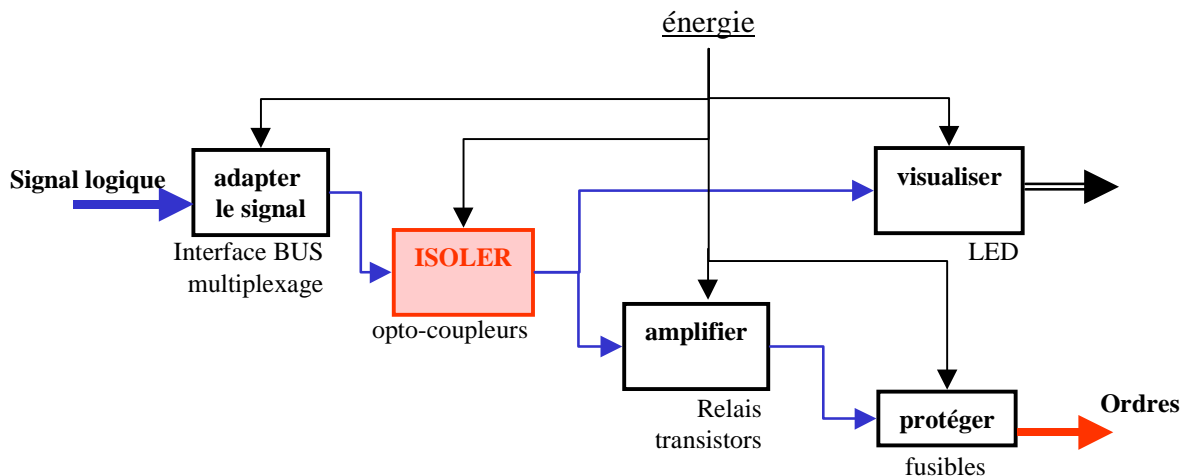 énergie
Signal logique
adapter
le signal
Interface BUS
multiplexage
ISOLER
opto-coupleurs
visualiser
LED
amplifier
Relais
transistors
protéger
fusibles
Ordres